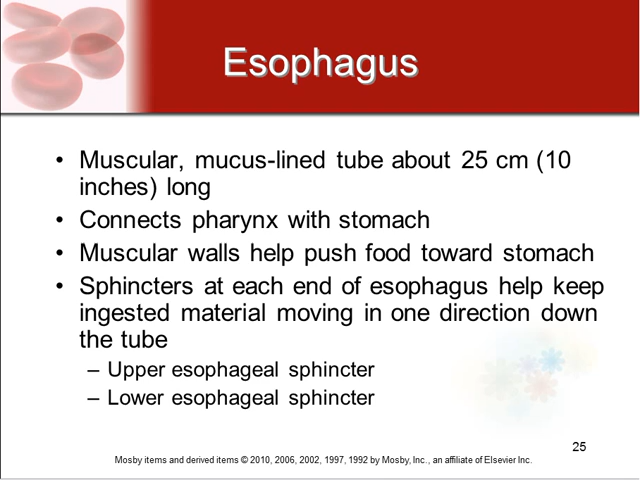 Esophagus
• Muscular, mucus-lined tube about 25 cm (10
inches) long
• Connects pharynx with stomach
• Muscular walls help push food toward stomach
• Sphincters at each end of esophagus help keep
ingested material moving in one direction down
the tube
– Upper esophageal sphincter
– Lower esophageal sphincter
25
Mosby items and derived items © 2010, 2006, 2002, 1997, 1992 by Mosby, Inc., an affiliate of Elsevier Inc.